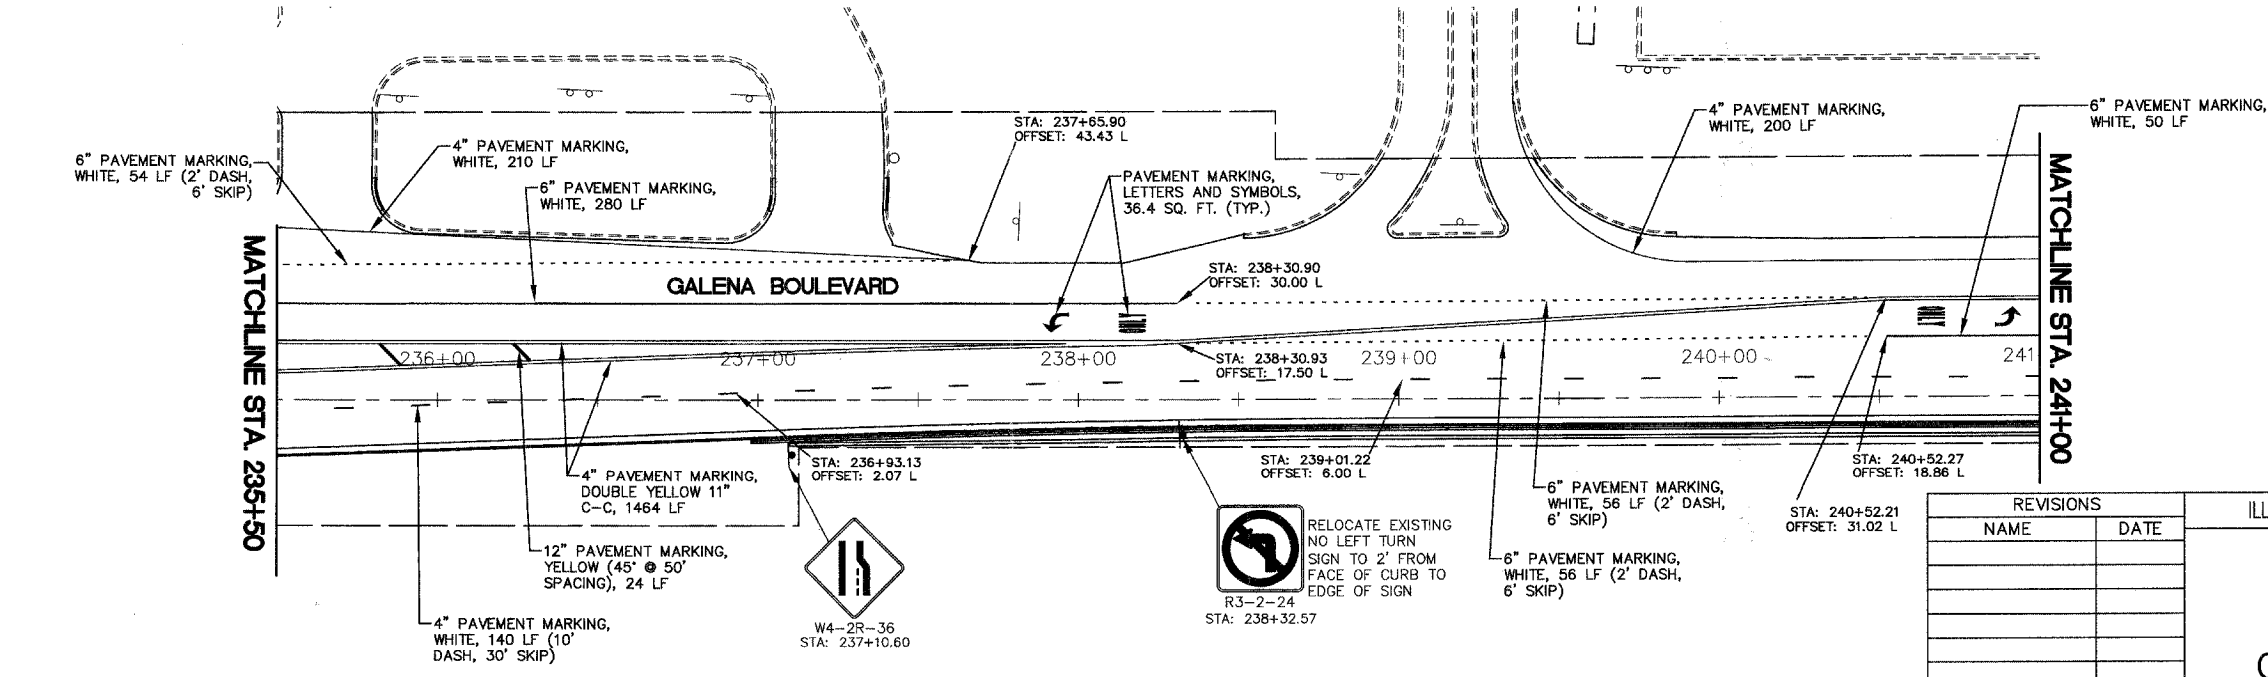 STA: 237+65.90
OFFSET: 43.43 L
4" PAVEMENT MARKING,
WHITE, 200 LF
6" PAVEMENT MARKING,
WHITE, 50 LF
6" PAVEMENT MARKING,
WHITE, 54 LF (2' DASH,
6' SKIP)
4" PAVEMENT MARKING,
WHITE, 210 LF
6" PAVEMENT MARKING,
WHITE, 280 LF
PAVEMENT MARKING,
LETTERS AND SYMBOLS,
36.4 SQ. FT. (TYP.)
MATCHLINE STA. 235+50
GALENA BOULEVARD
STA: 238+30.90
OFFSET: 30.00 L
MATCHLINE STA. 241+00
ONLY
ONLY
236+00
237+00
238+00
239+00
240+00
241
STA: 238+30.93
OFFSET: 17.50 L
STA: 236+93.13
OFFSET: 2.07 L
STA: 239+01.22
OFFSET: 6.00 L
STA: 240+52.27
OFFSET: 18.86 L
4" PAVEMENT MARKING,
DOUBLE YELLOW 11"
C-C, 1464 LF
6" PAVEMENT MARKING,
WHITE, 56 LF (2' DASH,
6' SKIP)
STA: 240+52.21
OFFSET: 31.02 L
12" PAVEMENT MARKING,
YELLOW (45° @ 50'
SPACING), 24 LF
RELOCATE EXISTING
NO LEFT TURN
SIGN TO 2' FROM
FACE OF CURB TO
EDGE OF SIGN
6" PAVEMENT MARKING,
WHITE, 56 LF (2' DASH,
6' SKIP)
R3-2-24
STA: 238+32.57
W4-2R-36
STA: 237+10.60
4" PAVEMENT MARKING,
WHITE, 140 LF (10'
DASH, 30' SKIP)
REVISIONS
NAME DATE